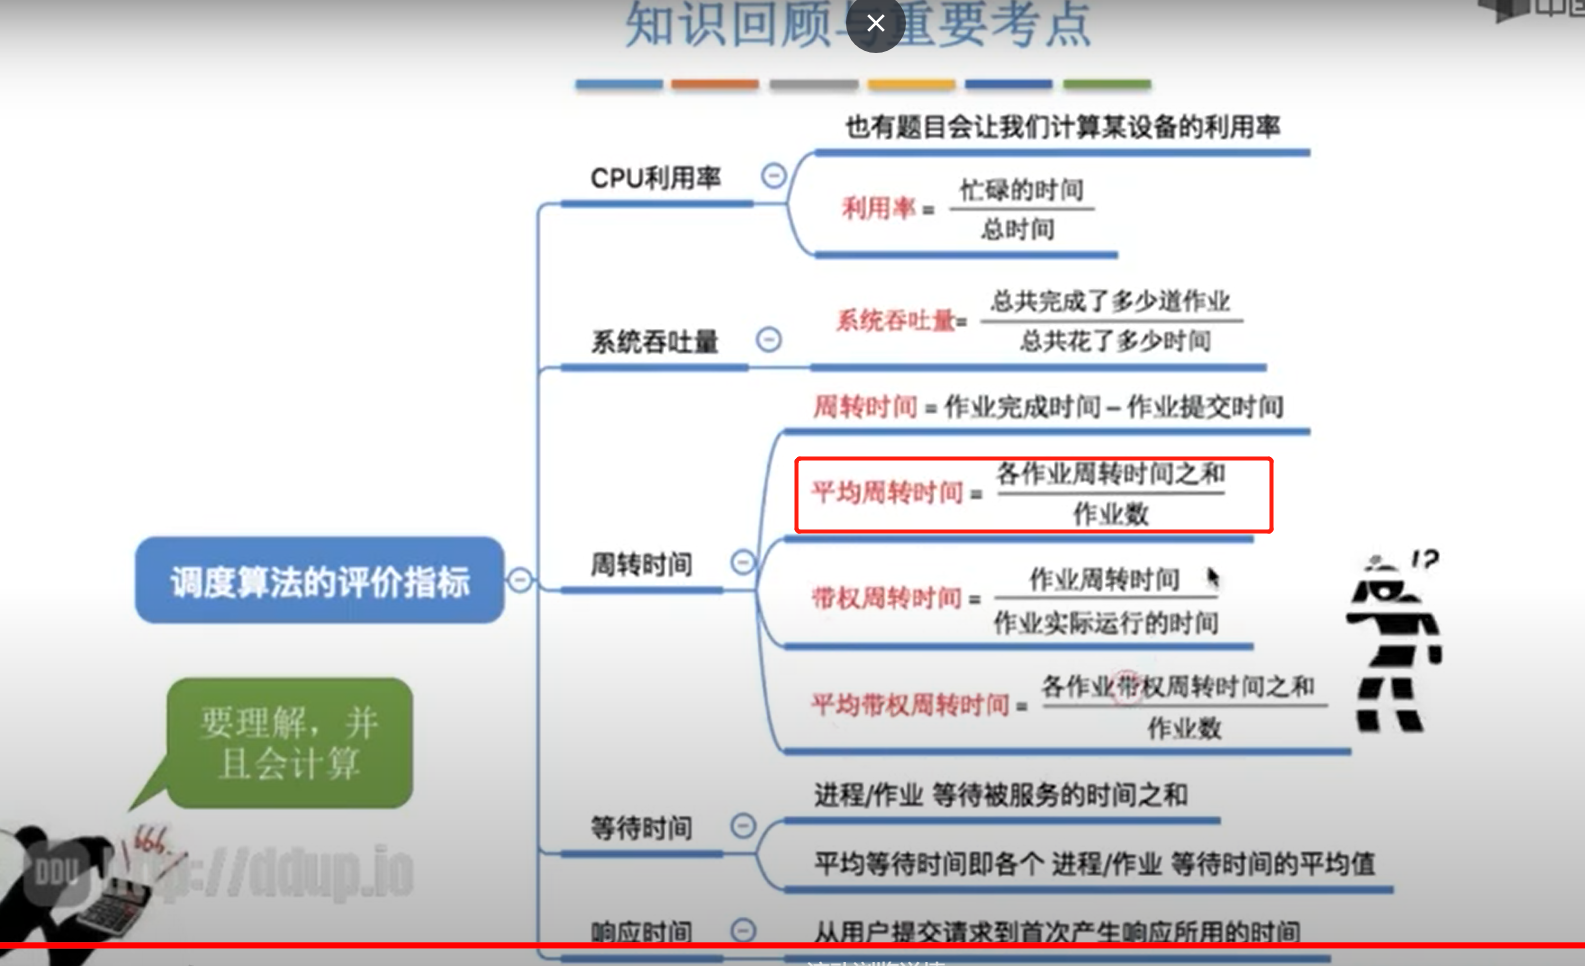 知识回顾与重要考点
中国
也有题目会让我们计算某设备的利用率
CPU利用率
利用率 = 忙碌的时间
总时间
系统吞吐量
系统吞吐量= 总共完成了多少道作业
总共花了多少时间
周转时间 = 作业完成时间 – 作业提交时间
平均周转时间 = 各作业周转时间之和
作业数
周转时间
带权周转时间 = 作业周转时间
作业实际运行的时间
平均带权周转时间 = 各作业带权周转时间之和
作业数
调度算法的评价指标
!?
要理解，并
且会计算
666
DDU http://ddup.io
等待时间
进程/作业 等待被服务的时间之和
平均等待时间即各个 进程/作业 等待时间的平均值
响应时间
从用户提交请求到首次产生响应所用的时间